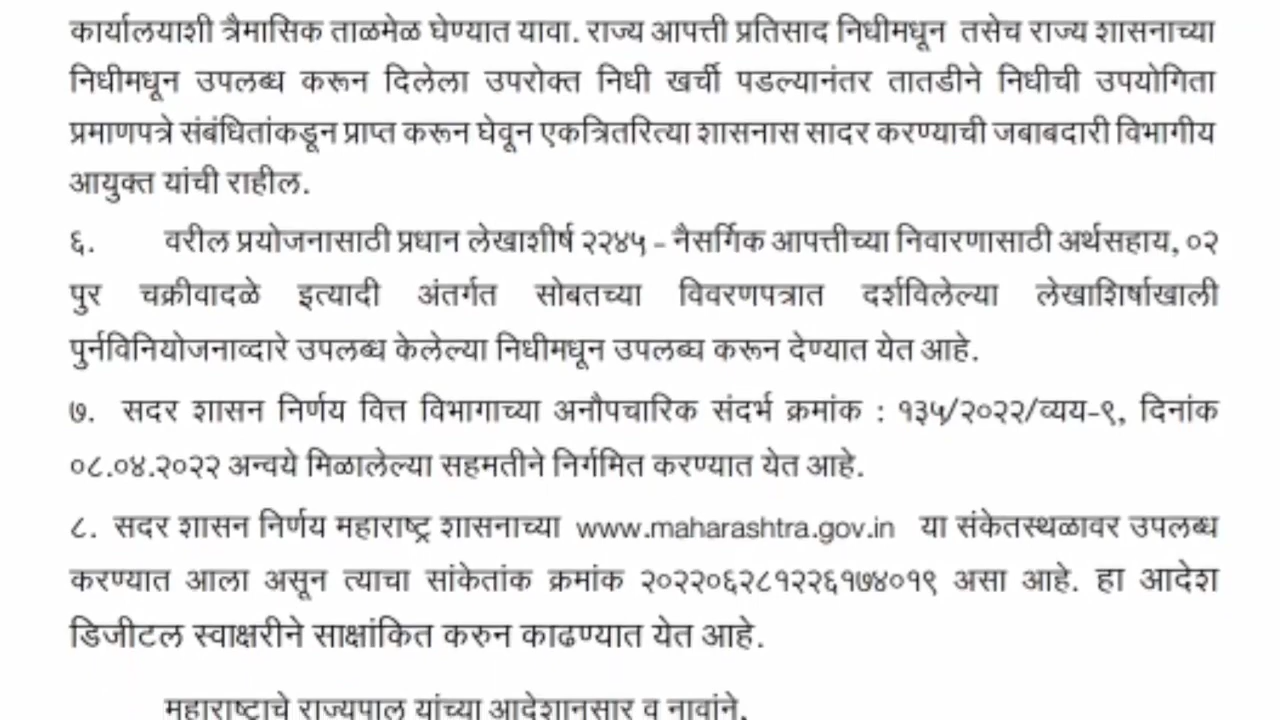 कार्यालयाशी त्रैमासिक ताळमेळ घेण्यात यावा. राज्य आपत्ती प्रतिसाद निधीमधून तसेच राज्य शासनाच्या
निधीमधून उपलब्ध करून दिलेला उपरोक्त निधी खर्ची पडल्यानंतर तातडीने निधीची उपयोगिता
प्रमाणपत्रे संबंधितांकडून प्राप्त करून घेवून एकत्रितरित्या शासनास सादर करण्याची जबाबदारी विभागीय
आयुक्त यांची राहील.
६. वरील प्रयोजनासाठी प्रधान लेखाशीर्ष २२४५ - नैसर्गिक आपत्तीच्या निवारणासाठी अर्थसहाय, ०२
पुर चक्रीवादळे इत्यादी अंतर्गत सोबतच्या विवरणपत्रात दर्शविलेल्या लेखाशिर्षाखाली
पुर्नविनियोजनाव्दारे उपलब्ध केलेल्या निधीमधून उपलब्ध करून देण्यात येत आहे.
७. सदर शासन निर्णय वित्त विभागाच्या अनौपचारिक संदर्भ क्रमांक : १३५/२०२२/व्यय-९, दिनांक
०८.०४.२०२२ अन्वये मिळालेल्या सहमतीने निर्गमित करण्यात येत आहे.
८. सदर शासन निर्णय महाराष्ट्र शासनाच्या www.maharashtra.gov.in या संकेतस्थळावर उपलब्ध
करण्यात आला असून त्याचा सांकेतांक क्रमांक २०२२०६२८१२२६१७४०१९ असा आहे. हा आदेश
डिजीटल स्वाक्षरीने साक्षांकित करुन काढण्यात येत आहे.
महाराष्ट्राचे राज्यपाल यांच्या आदेशानुसार व नावांने,